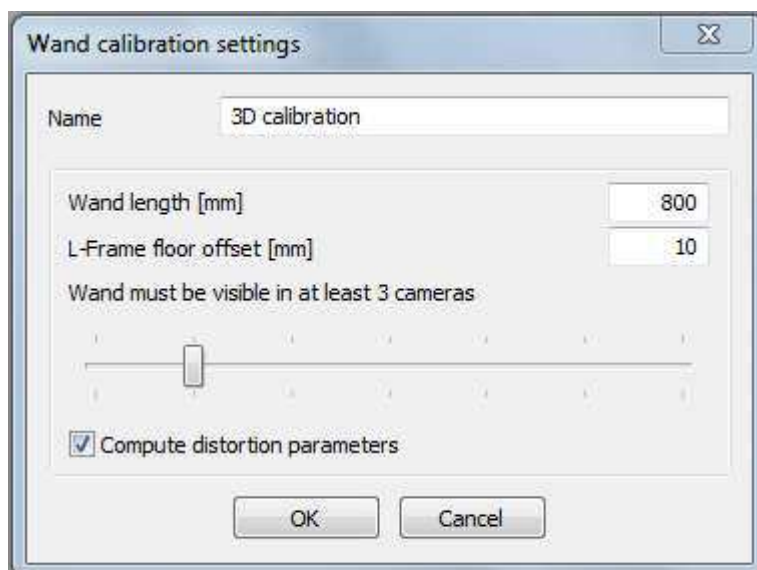 Wand calibration settings
Name 3D calibration
Wand length [mm] 800
L-Frame floor offset [mm] 10
Wand must be visible in at least 3 cameras
Compute distortion parameters
OK Cancel